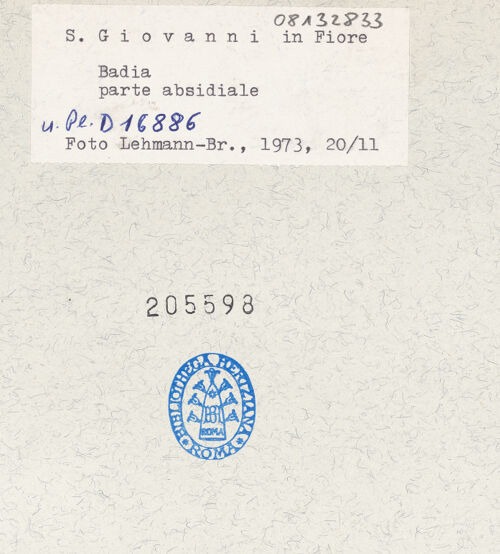 08132833
S. Giovanni in Fiore
Badia
parte absidiale
u. Pl. D 16886
Foto Lehmann-Br., 1973, 20/11
205598
BIBLIOTHECA HERTZIANA
ROMA
ROMA